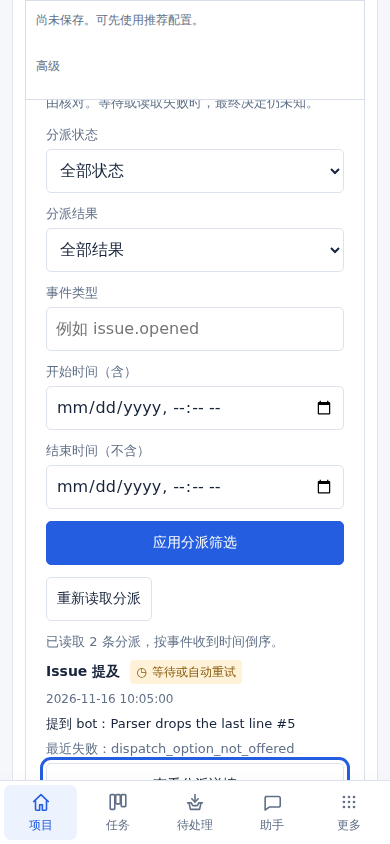 尚未保存。可先使用推荐配置。
高级
由核对。等待或读取失败时，最终决定仍未知。
分派状态
全部状态
分派结果
全部结果
事件类型
例如 issue.opened
开始时间（含）
mm/dd/yyyy, --:-- --
结束时间（不含）
mm/dd/yyyy, --:-- --
应用分派筛选
重新读取分派
已读取 2 条分派，按事件收到时间倒序。
Issue 提及 等待或自动重试
2026-11-16 10:05:00
提到 bot：Parser drops the last line #5
最近失败：dispatch_option_not_offered
项目 任务 待处理 助手 更多